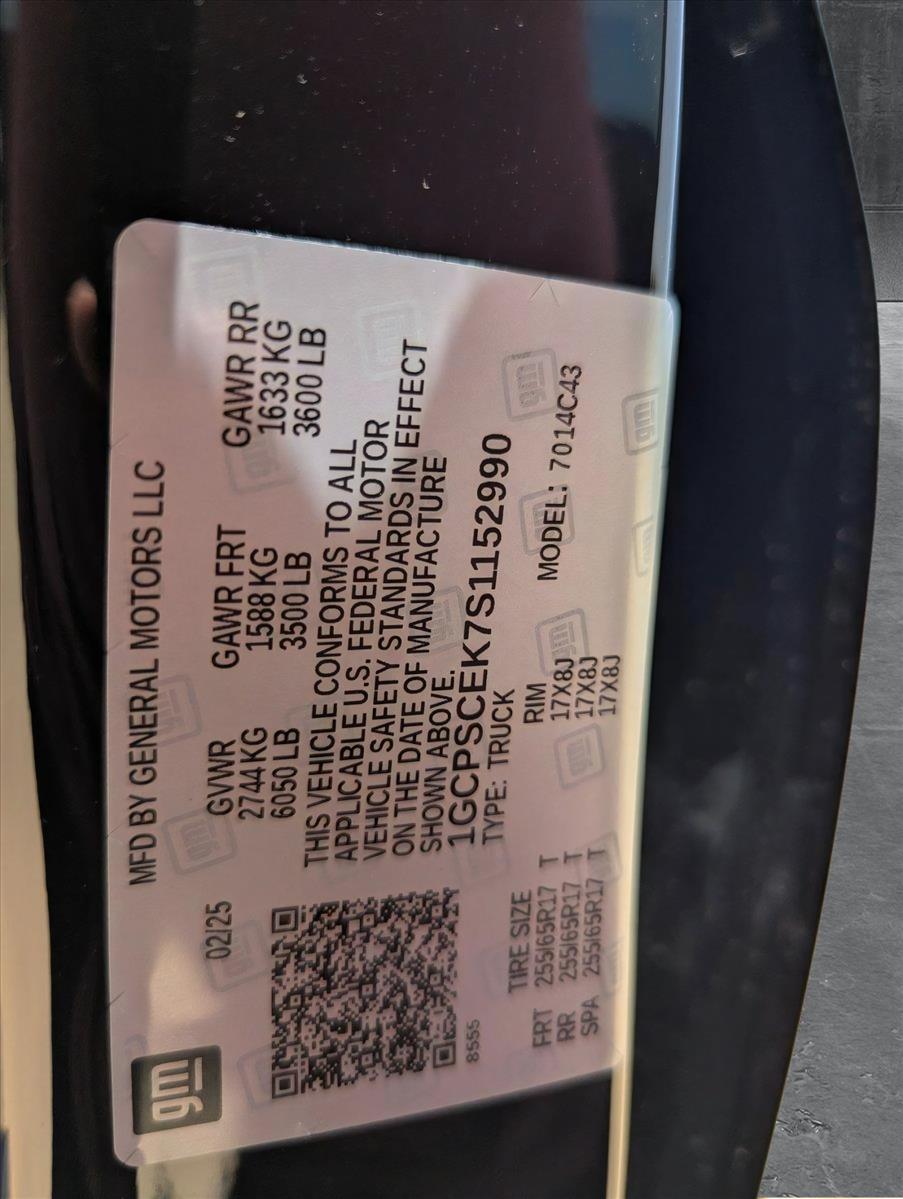 gm
MFD BY GENERAL MOTORS LLC
02/25
GVWR GAWR FRT GAWR RR
2744 KG 1588 KG 1633 KG
6050 LB 3500 LB 3600 LB
THIS VEHICLE CONFORMS TO ALL
APPLICABLE U.S. FEDERAL MOTOR
VEHICLE SAFETY STANDARDS IN EFFECT
ON THE DATE OF MANUFACTURE
SHOWN ABOVE.
1GCPSCEK7S1152990
8555
TYPE: TRUCK
TIRE SIZE RIM
FRT 255/65R17 T 17X8J MODEL: 7014C43
RR 255/65R17 T 17X8J
SPA 255/65R17 T 17X8J